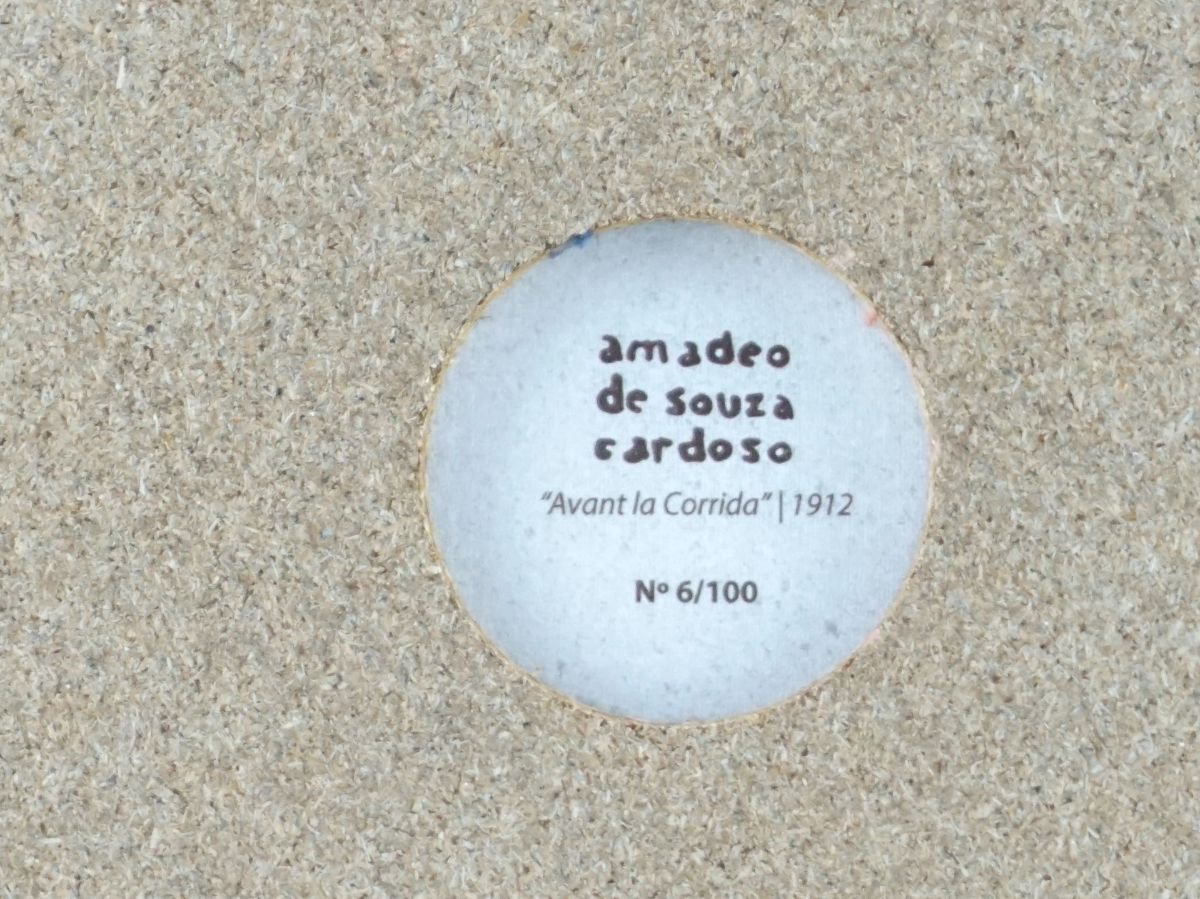 amadeo
de souza
cardoso
“Avant la Corrida” | 1912
Nº 6/100